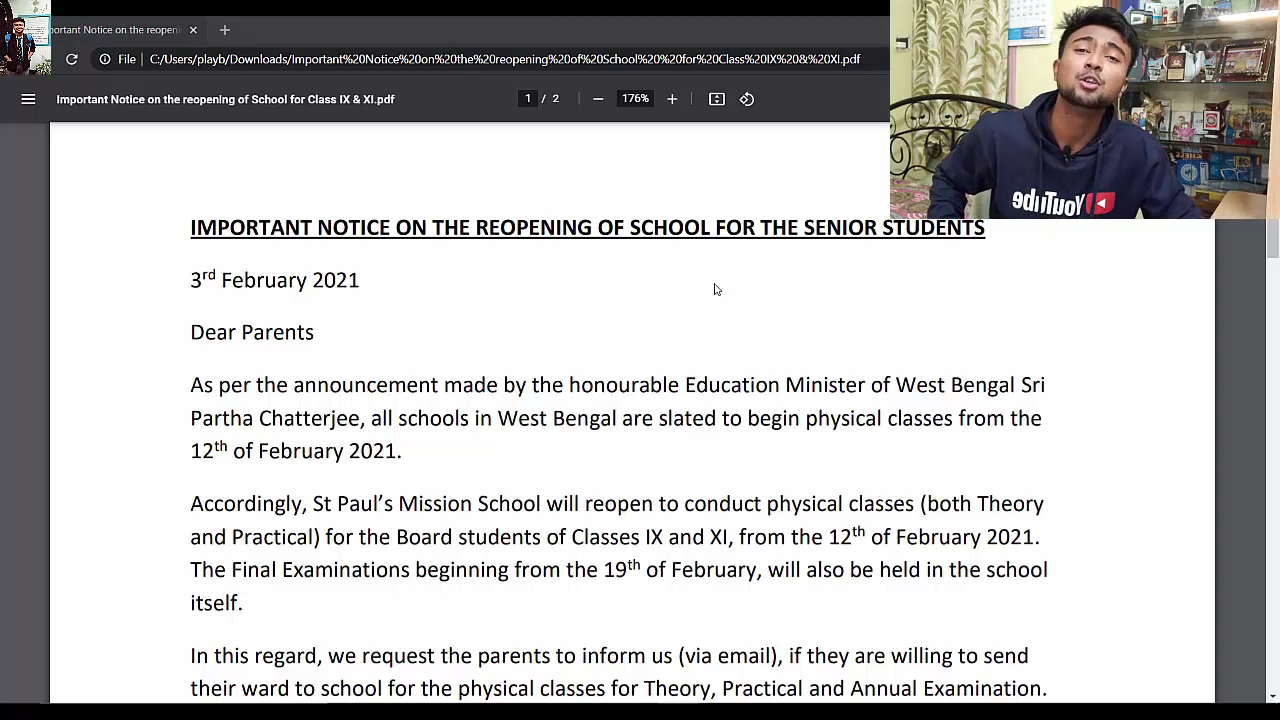 ortant Notice on the reopeni
File C:/Users/playb/Downloads/Important%20Notice%20on%20the%20reopening%20of%20School%20%20for%20Class%20IX%20&%20XI.pdf
Important Notice on the reopening of School for Class IX & XI.pdf
1 / 2
176%
YouTube
IMPORTANT NOTICE ON THE REOPENING OF SCHOOL FOR THE SENIOR STUDENTS
3rd February 2021
Dear Parents
As per the announcement made by the honourable Education Minister of West Bengal Sri
Partha Chatterjee, all schools in West Bengal are slated to begin physical classes from the
12th of February 2021.
Accordingly, St Paul’s Mission School will reopen to conduct physical classes (both Theory
and Practical) for the Board students of Classes IX and XI, from the 12th of February 2021.
The Final Examinations beginning from the 19th of February, will also be held in the school
itself.
In this regard, we request the parents to inform us (via email), if they are willing to send
their ward to school for the physical classes for Theory, Practical and Annual Examination.